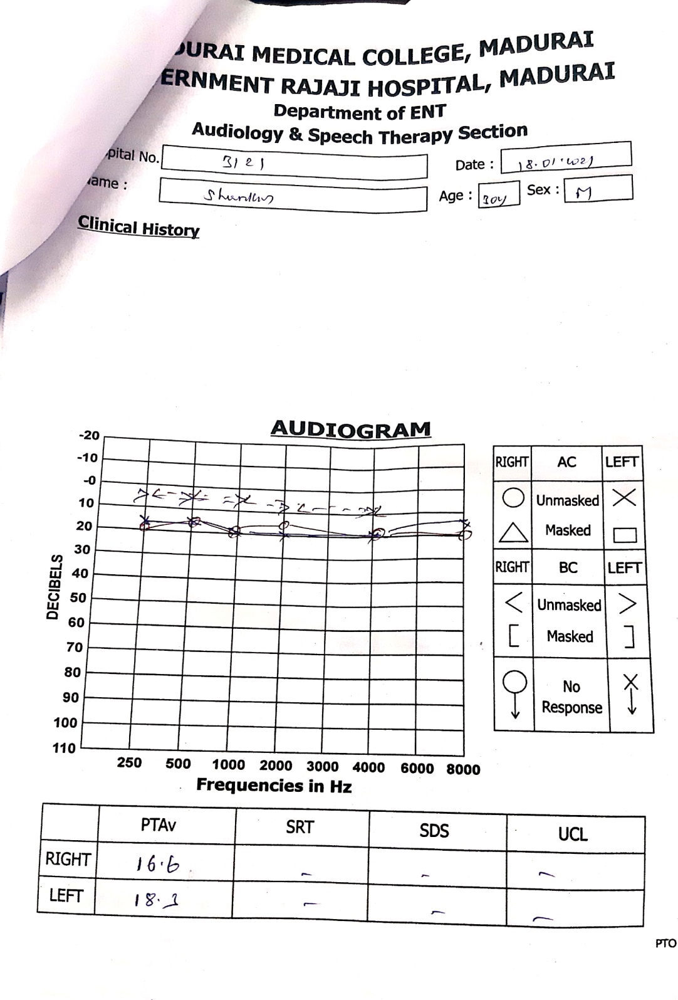 DURAI MEDICAL COLLEGE, MADURAI
ERNMENT RAJAJI HOSPITAL, MADURAI
Department of ENT
Audiology & Speech Therapy Section
pital No. 3121 Date : 18.01.2021
ame : Age : 30y Sex : M
Clinical History
AUDIOGRAM
-20
-10
-0
10
20
30
40
50
60
70
80
90
100
110
DECIBELS
250 500 1000 2000 3000 4000 6000 8000
Frequencies in Hz
RIGHT AC LEFT
Unmasked
Masked
RIGHT BC LEFT
Unmasked
Masked
No
Response
PTAv SRT SDS UCL
RIGHT 16.6 - - -
LEFT 18.3 - - -
PTO